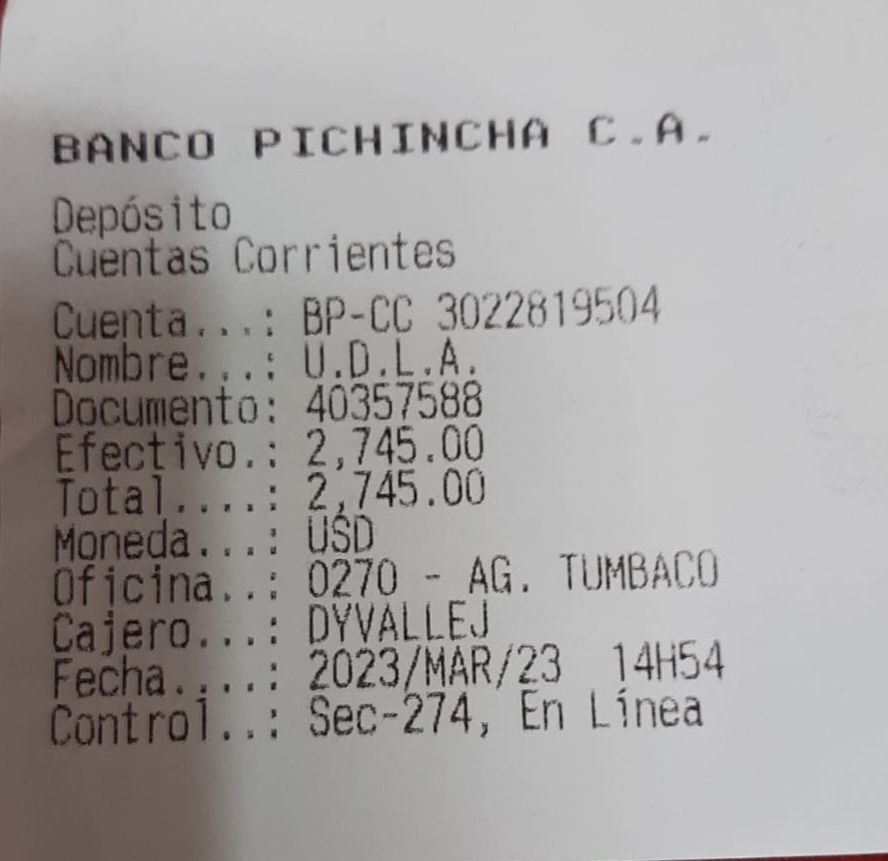 BANCO PICHINCHA C.A.
Depósito
Cuentas Corrientes
Cuenta...: BP-CC 3022819504
Nombre...: U.D.L.A.
Documento: 40357588
Efectivo.: 2,745.00
Total....: 2,745.00
Moneda...: USD
Oficina..: 0270 - AG. TUMBACO
Cajero...: DYVALLEJ
Fecha....: 2023/MAR/23  14H54
Control..: Sec-274, En Línea